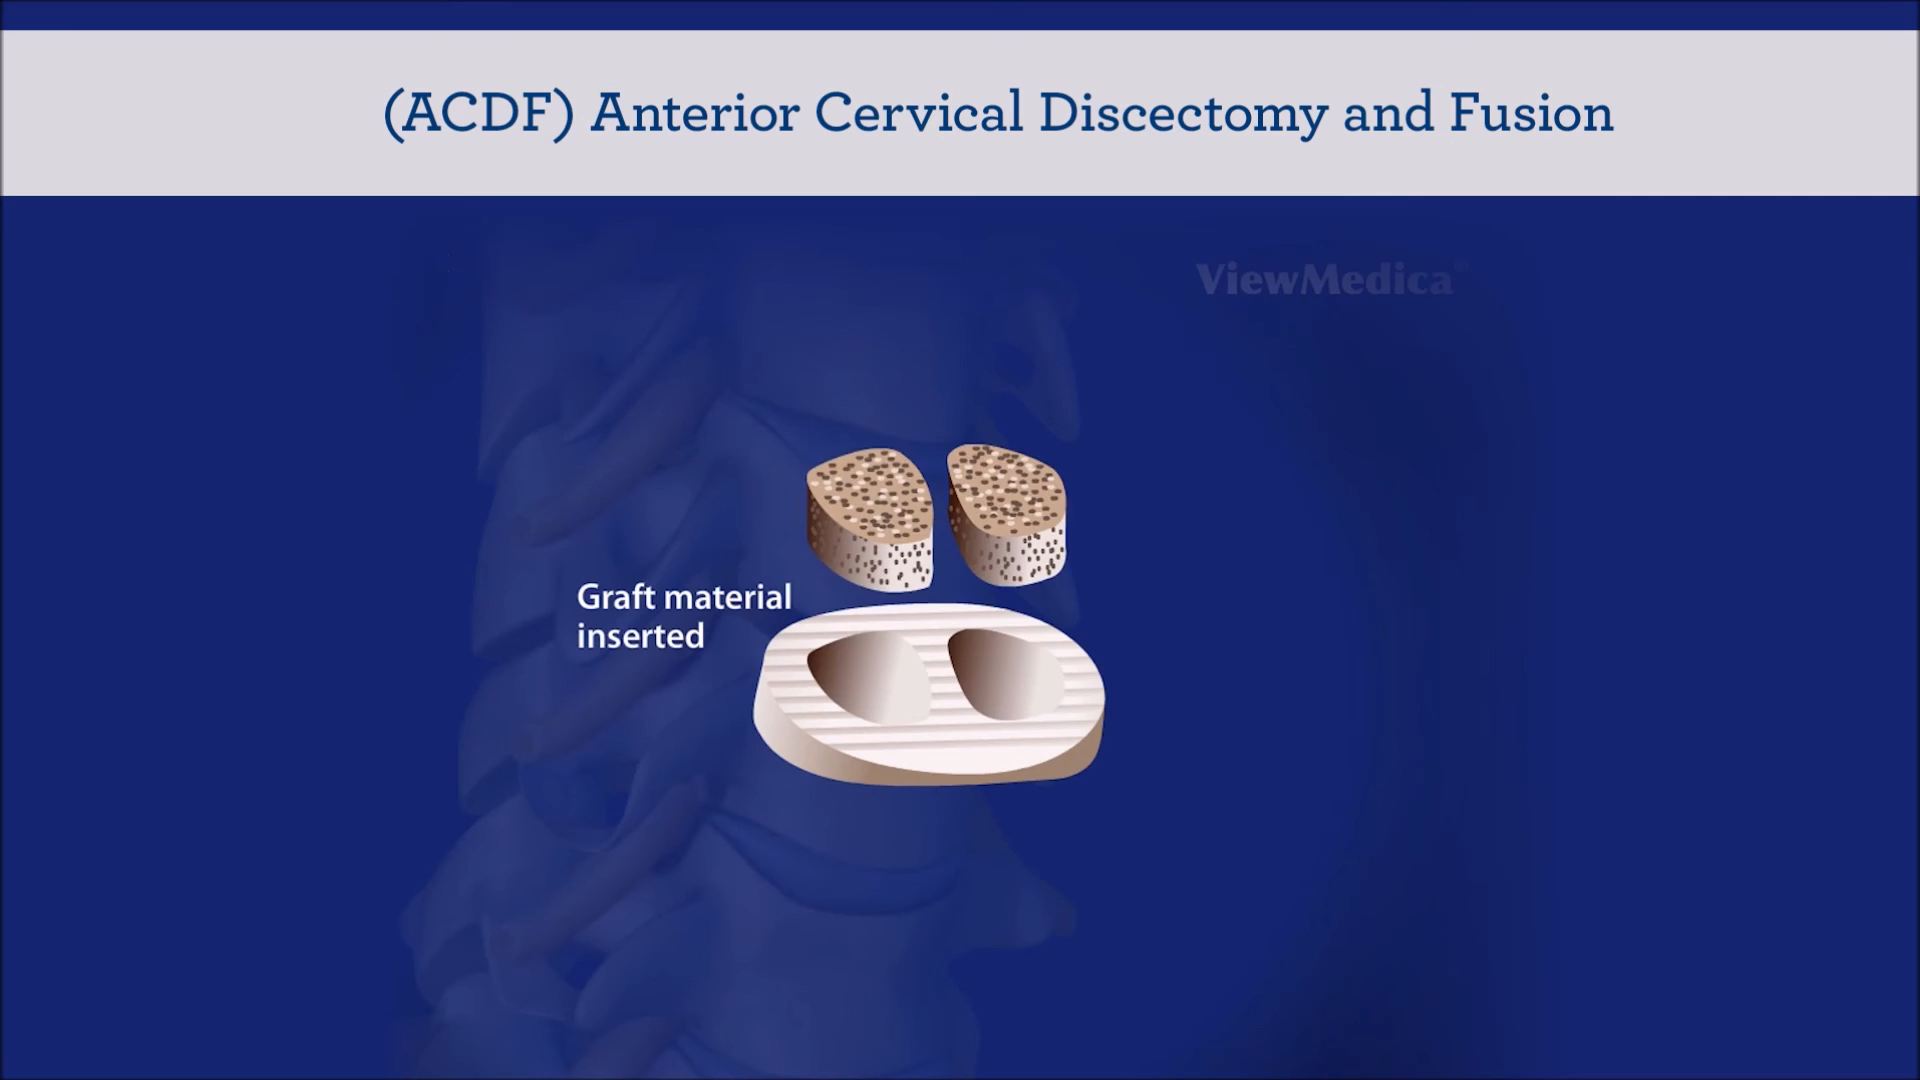 (ACDF) Anterior Cervical Discectomy and Fusion
ViewMedica®
Graft material
inserted